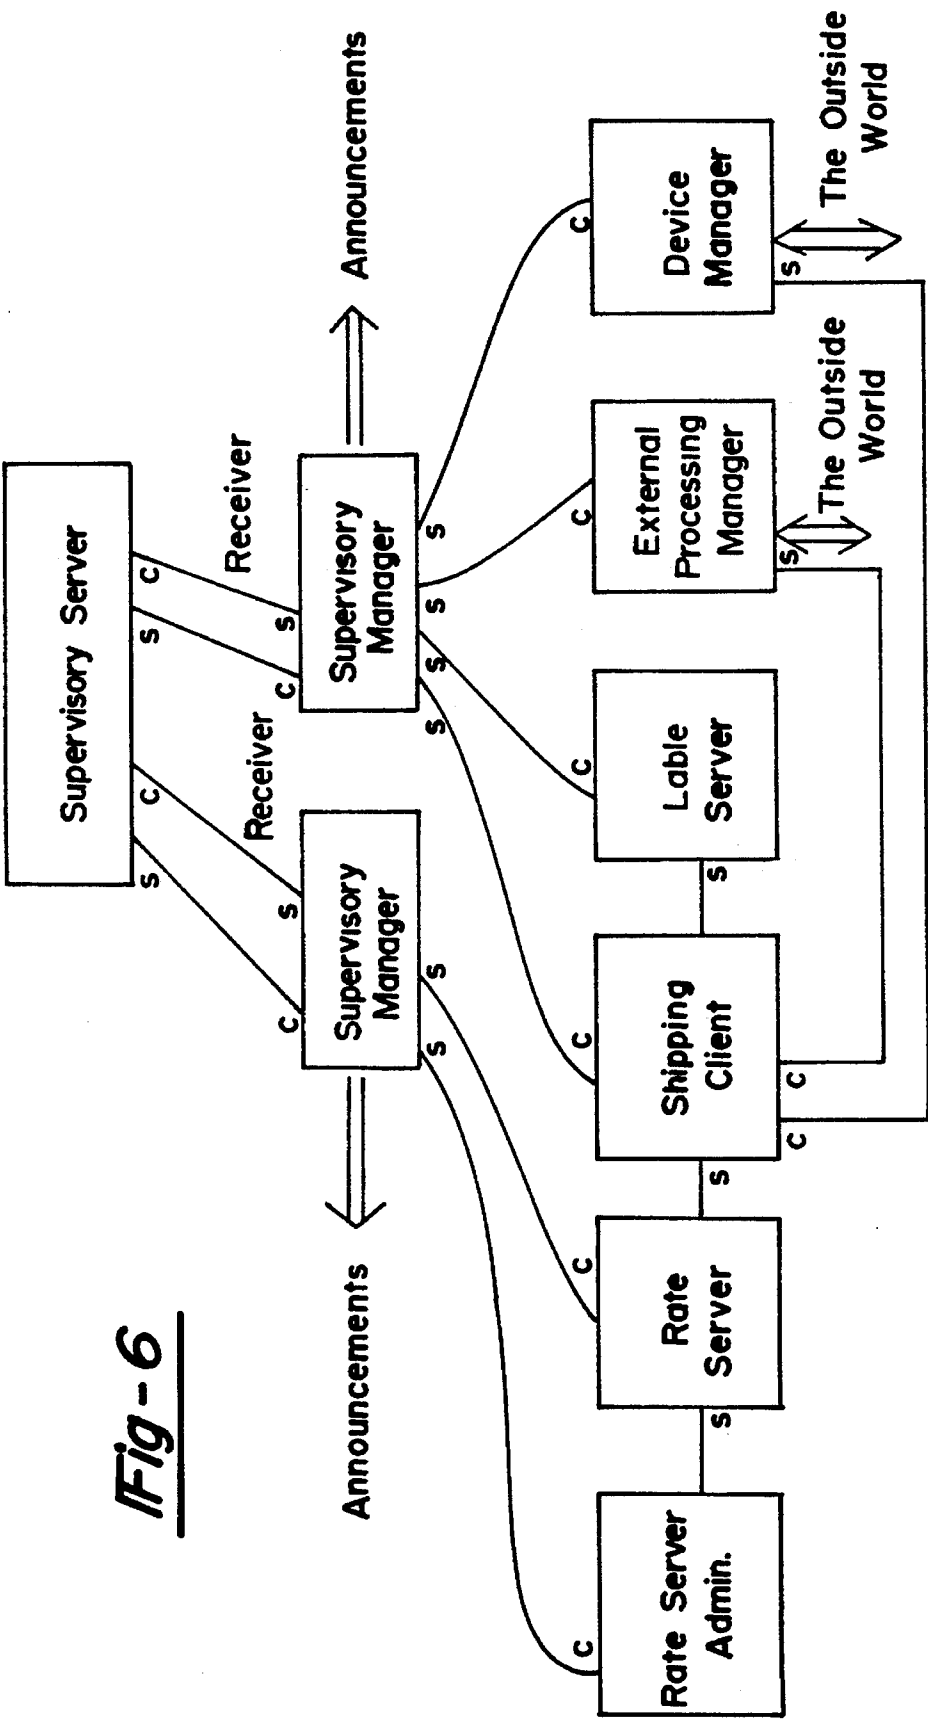 Supervisory Server
Fig-6
S
C
S
C
Receiver
Receiver
C
S
C
S
Announcements
Supervisory
Manager
Supervisory
Manager
Announcements
S
S
S
S
S
S
C
C
C
C
C
C
Rate Server
Admin.
S
Rate
Server
S
Shipping
Client
S
Lable
Server
External
Processing
Manager
Device
Manager
C
C
S
S
The Outside
World
The Outside
World